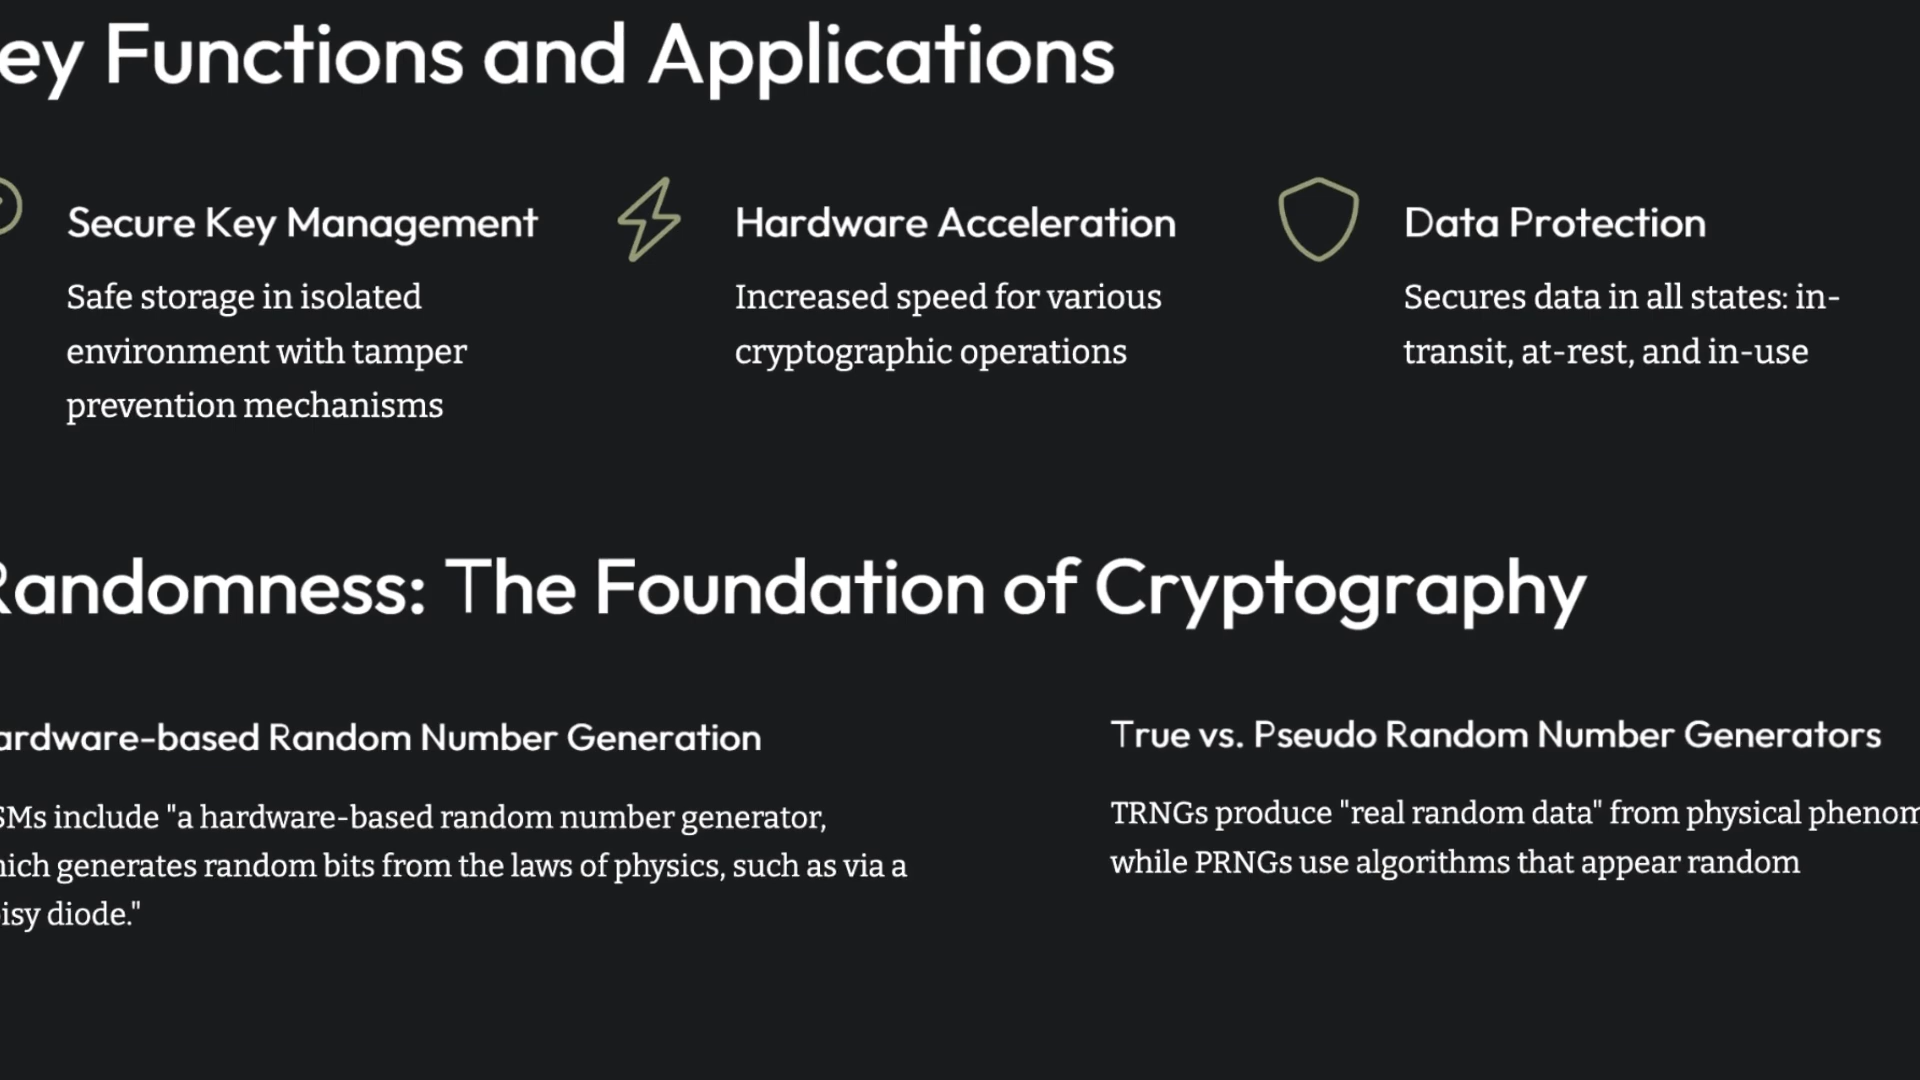 ey Functions and Applications
Secure Key Management
Safe storage in isolated
environment with tamper
prevention mechanisms
Hardware Acceleration
Increased speed for various
cryptographic operations
Data Protection
Secures data in all states: in-
transit, at-rest, and in-use
Randomness: The Foundation of Cryptography
ardware-based Random Number Generation
SMs include "a hardware-based random number generator,
hich generates random bits from the laws of physics, such as via a
isy diode."
True vs. Pseudo Random Number Generators
TRNGs produce "real random data" from physical phenom
while PRNGs use algorithms that appear random